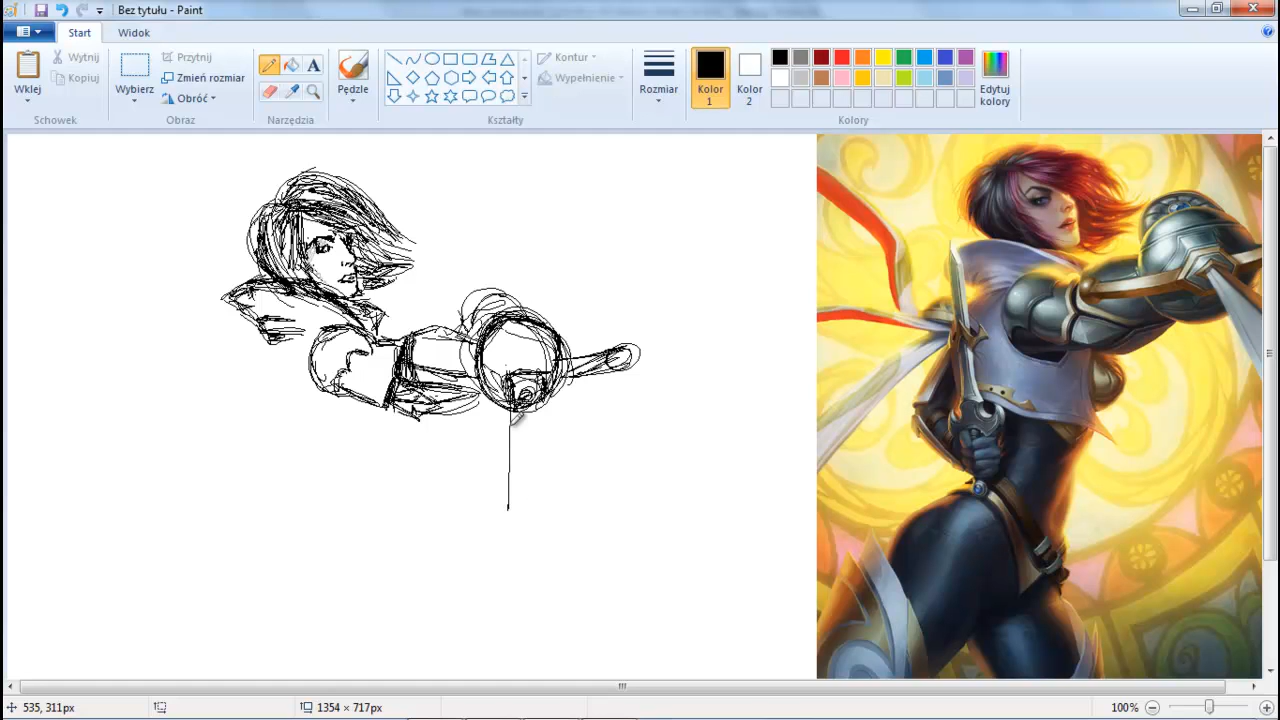 Bez tytułu - Paint
Start
Widok
Wklej
Wytnij
Kopiuj
Schowek
Wybierz
Przytnij
Zmień rozmiar
Obróć
Obraz
Narzędzia
Pędzle
Kształty
Kontur
Wypełnienie
Rozmiar
Kolor
1
Kolor
2
Edytuj
kolory
Kolory
535, 311px
1354 × 717px
100%